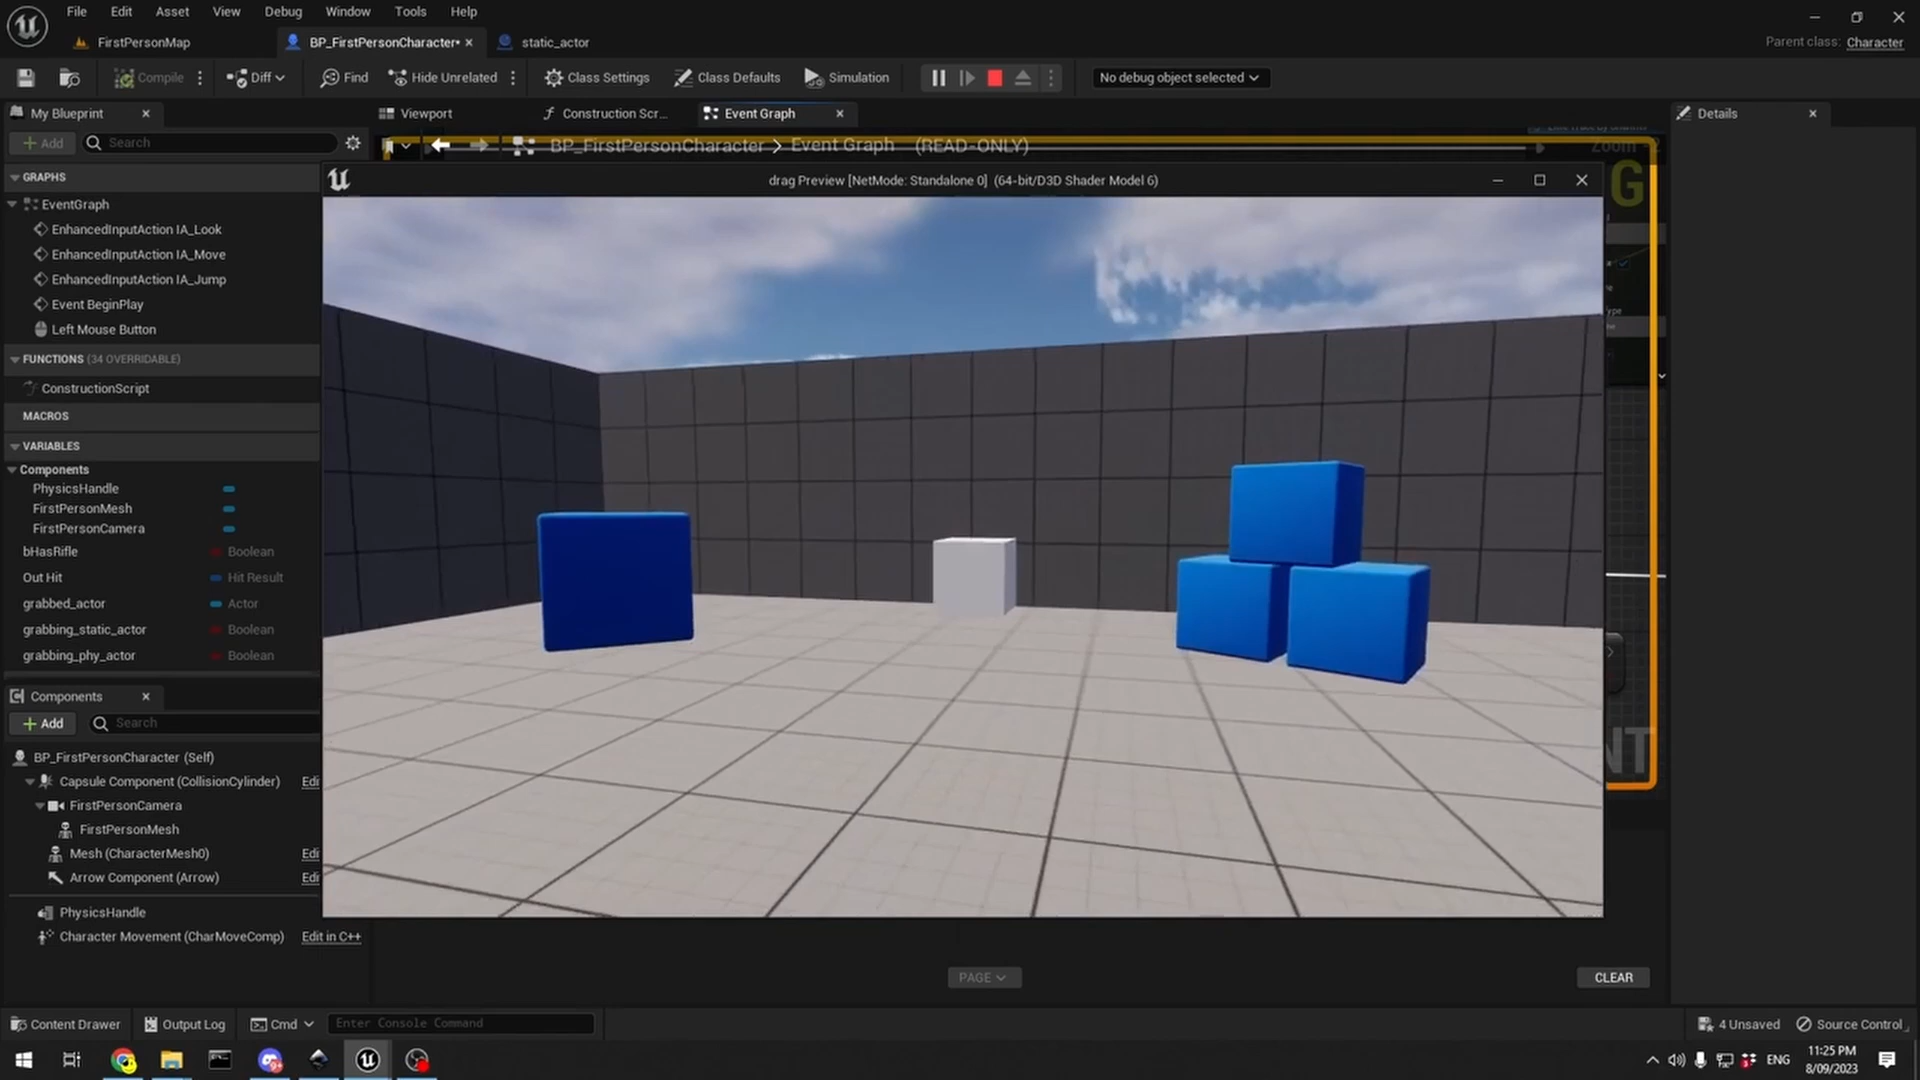 File Edit Asset View Debug Window Tools Help
FirstPersonMap BP_FirstPersonCharacter• static_actor
Parent class: Character
Compile Diff Find Hide Unrelated Class Settings Class Defaults Simulation No debug object selected
My Blueprint Viewport Construction Scr... Event Graph Details
Add Search
BP_FirstPersonCharacter > Event Graph (READ-ONLY)
GRAPHS
drag Preview [NetMode: Standalone 0] (64-bit/D3D Shader Model 6)
EventGraph
EnhancedInputAction IA_Look
EnhancedInputAction IA_Move
EnhancedInputAction IA_Jump
Event BeginPlay
Left Mouse Button
FUNCTIONS (34 OVERRIDABLE)
ConstructionScript
MACROS
VARIABLES
Components
PhysicsHandle
FirstPersonMesh
FirstPersonCamera
bHasRifle Boolean
Out Hit Hit Result
grabbed_actor Actor
grabbing_static_actor Boolean
grabbing_phy_actor Boolean
Components
Add Search
BP_FirstPersonCharacter (Self)
Capsule Component (CollisionCylinder) Edi
FirstPersonCamera
FirstPersonMesh
Mesh (CharacterMesh0) Edi
Arrow Component (Arrow) Edi
PhysicsHandle
Character Movement (CharMoveComp) Edit in C++
PAGE CLEAR
Content Drawer Output Log Cmd Enter Console Command 4 Unsaved Source Control
ENG 11:25 PM
8/09/2023